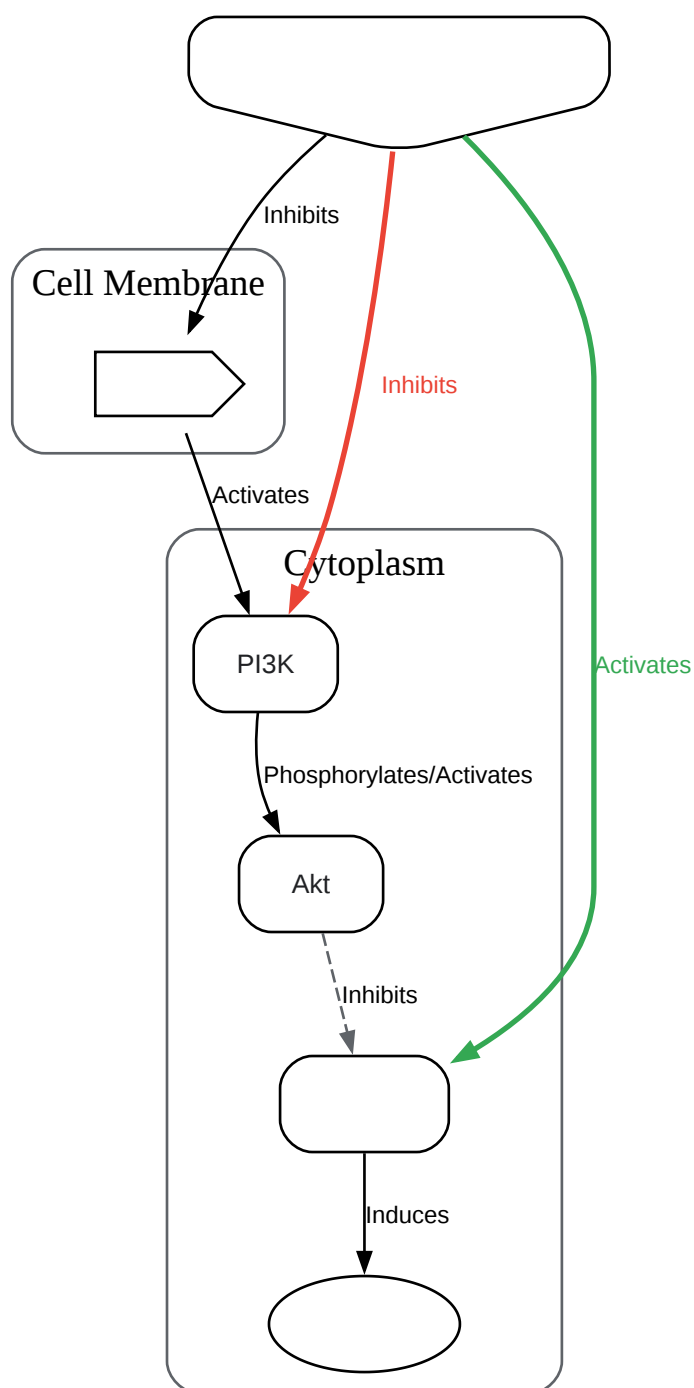 Inhibits
Cell Membrane
Inhibits
Activates
Cytoplasm
PI3K
Activates
Phosphorylates/Activates
Akt
Inhibits
Induces